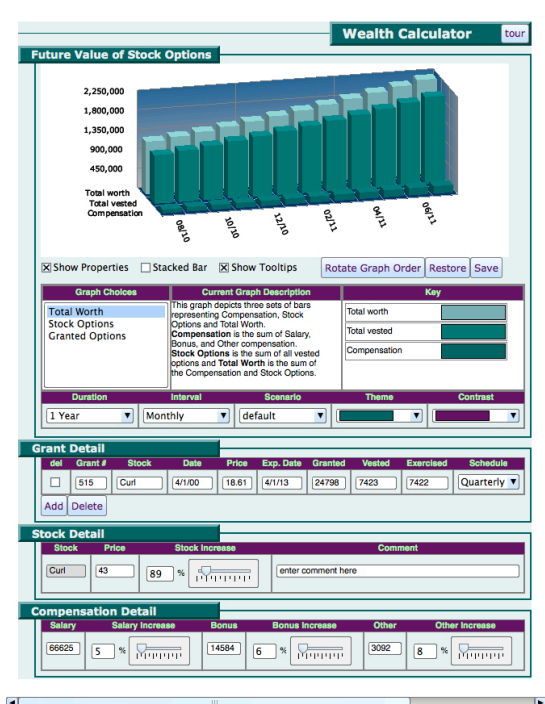 Wealth Calculator tour
Future Value of Stock Options
2,250,000
1,800,000
1,350,000
900,000
450,000
Total worth
Total vested
Compensation
08/10 10/10 12/10 02/11 04/11 06/11
Show Properties Stacked Bar Show Tooltips Rotate Graph Order Restore Save
Graph Choices Current Graph Description Key
Total Worth
Stock Options
Granted Options
This graph depicts three sets of bars
representing Compensation, Stock
Options and Total Worth.
Compensation is the sum of Salary,
Bonus, and Other compensation.
Stock Options is the sum of all vested
options and Total Worth is the sum of
the Compensation and Stock Options.
Total worth
Total vested
Compensation
Duration Interval Scenario Theme Contrast
1 Year Monthly default
Grant Detail
del Grant # Stock Date Price Exp. Date Granted Vested Exercised Schedule
515 Curl 4/1/00 18.61 4/1/13 24798 7423 7422 Quarterly
Add Delete
Stock Detail
Stock Price Stock Increase Comment
Curl 43 89 % enter comment here
Compensation Detail
Salary Salary Increase Bonus Bonus Increase Other Other Increase
66625 5 % 14584 6 % 3092 8 %